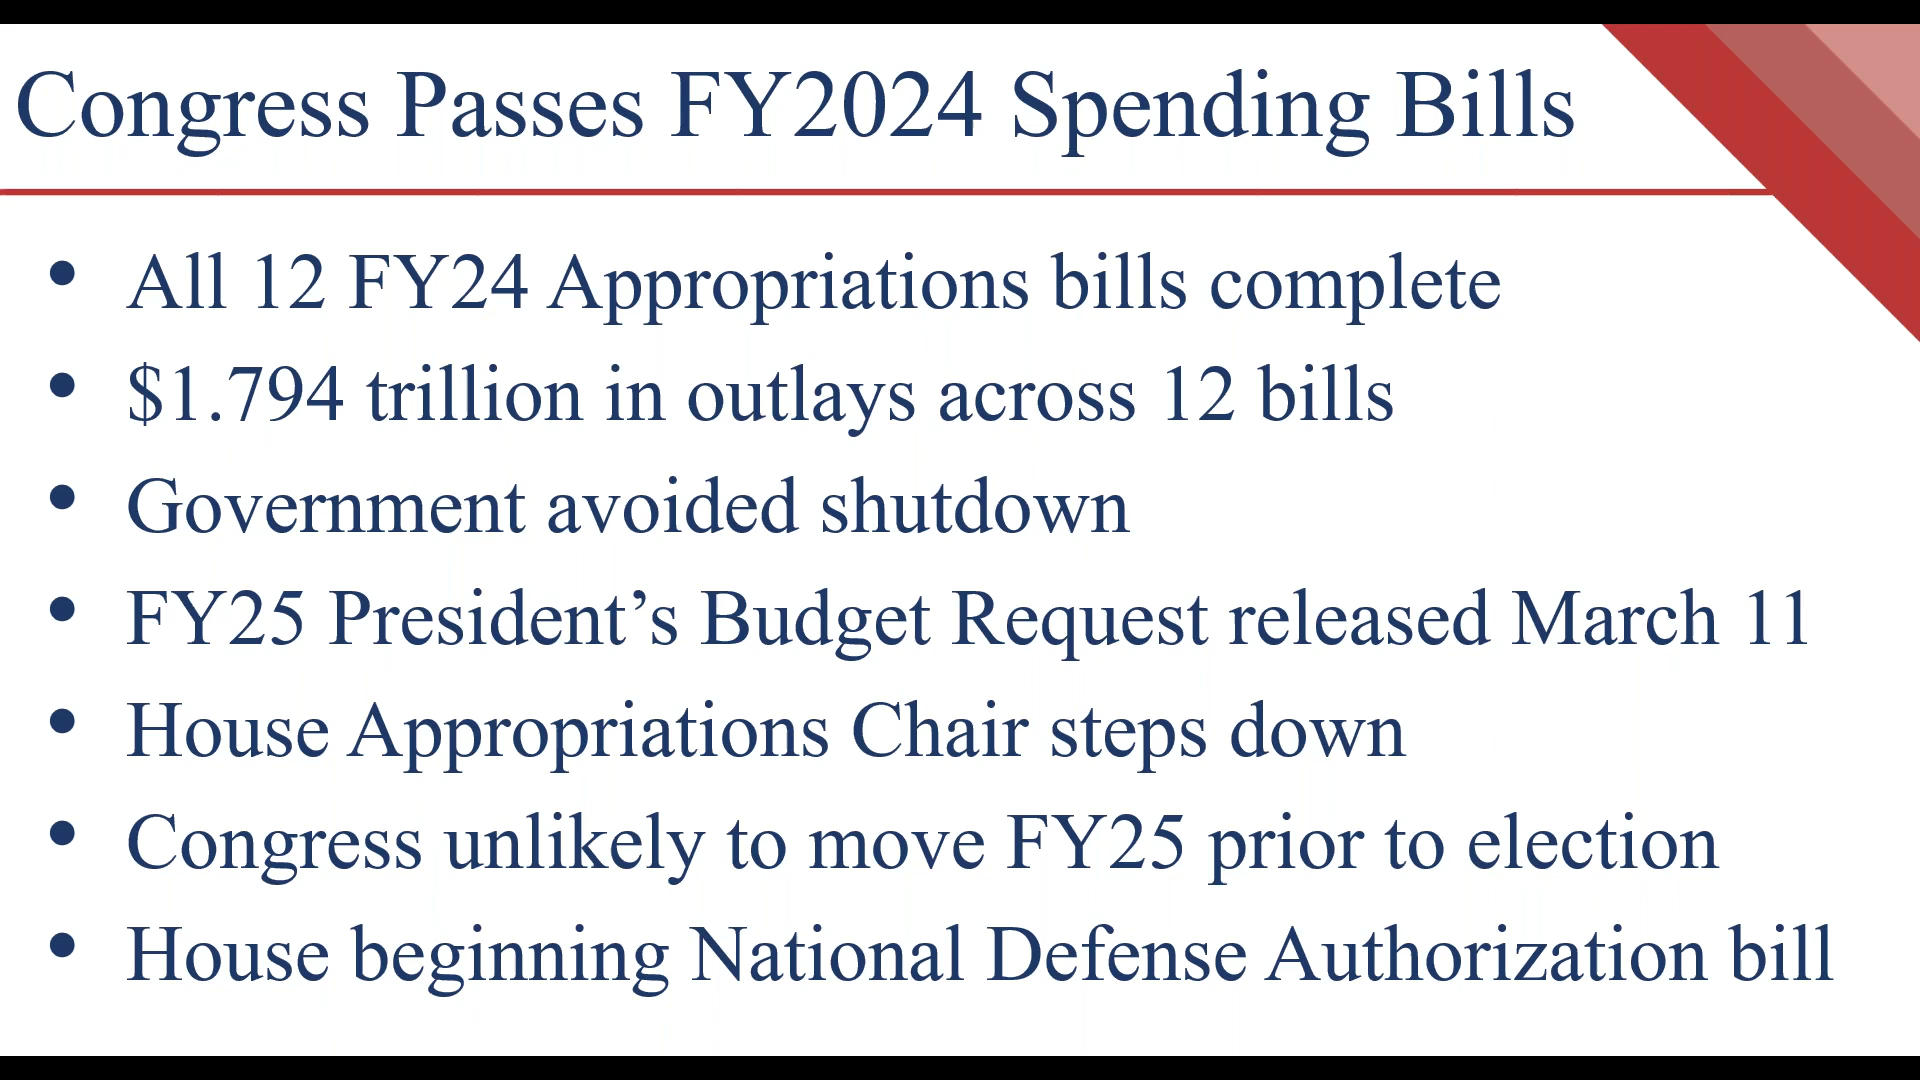 Congress Passes FY2024 Spending Bills
• All 12 FY24 Appropriations bills complete
• $1.794 trillion in outlays across 12 bills
• Government avoided shutdown
• FY25 President’s Budget Request released March 11
• House Appropriations Chair steps down
• Congress unlikely to move FY25 prior to election
• House beginning National Defense Authorization bill